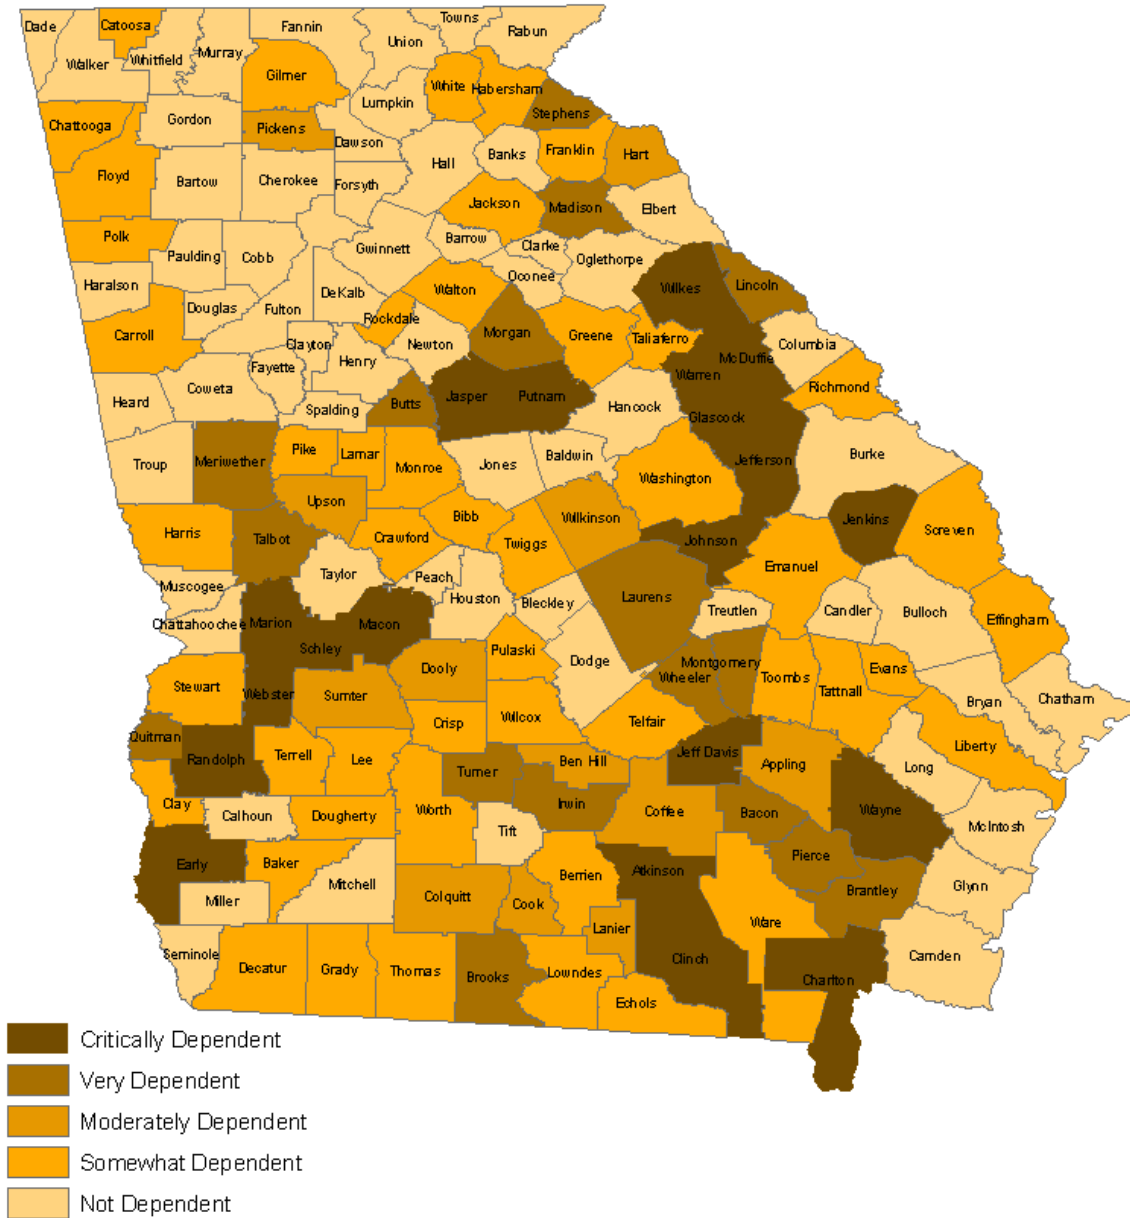 Dade
Catoosa
Fannin
Towns
Rabun
Union
Walker
Whitfield
Murray
Gilmer
White
Habersham
Lumpkin
Stephens
Chattooga
Gordon
Pickens
Dawson
Hall
Banks
Franklin
Hart
Floyd
Bartow
Cherokee
Forsyth
Jackson
Madison
Elbert
Polk
Paulding
Cobb
Gwinnett
Barrow
Clarke
Oglethorpe
Oconee
Haralson
Douglas
Fulton
DeKalb
Walton
Wilkes
Lincoln
Carroll
Clayton
Rockdale
Newton
Morgan
Greene
Taliaferro
McDuffie
Columbia
Heard
Coweta
Fayette
Henry
Spalding
Butts
Jasper
Putnam
Hancock
Warren
Richmond
Glascock
Troup
Meriwether
Pike
Lamar
Monroe
Jones
Baldwin
Washington
Jefferson
Burke
Upson
Harris
Talbot
Crawford
Bibb
Twiggs
Wilkinson
Johnson
Jenkins
Screven
Emanuel
Muscogee
Taylor
Peach
Houston
Bleckley
Laurens
Treutlen
Candler
Bulloch
Effingham
Chattahoochee
Marion
Macon
Schley
Dooly
Pulaski
Dodge
Montgomery
Wheeler
Toombs
Tattnall
Evans
Bryan
Chatham
Stewart
Webster
Sumter
Crisp
Wilcox
Telfair
Liberty
Quitman
Randolph
Terrell
Lee
Turner
Ben Hill
Jeff Davis
Appling
Long
Clay
Calhoun
Dougherty
Worth
Tift
Irwin
Coffee
Bacon
Wayne
McIntosh
Early
Baker
Mitchell
Miller
Colquitt
Cook
Berrien
Atkinson
Pierce
Brantley
Glynn
Lanier
Ware
Seminole
Decatur
Grady
Thomas
Brooks
Lowndes
Echols
Clinch
Charlton
Camden
Critically Dependent
Very Dependent
Moderately Dependent
Somewhat Dependent
Not Dependent